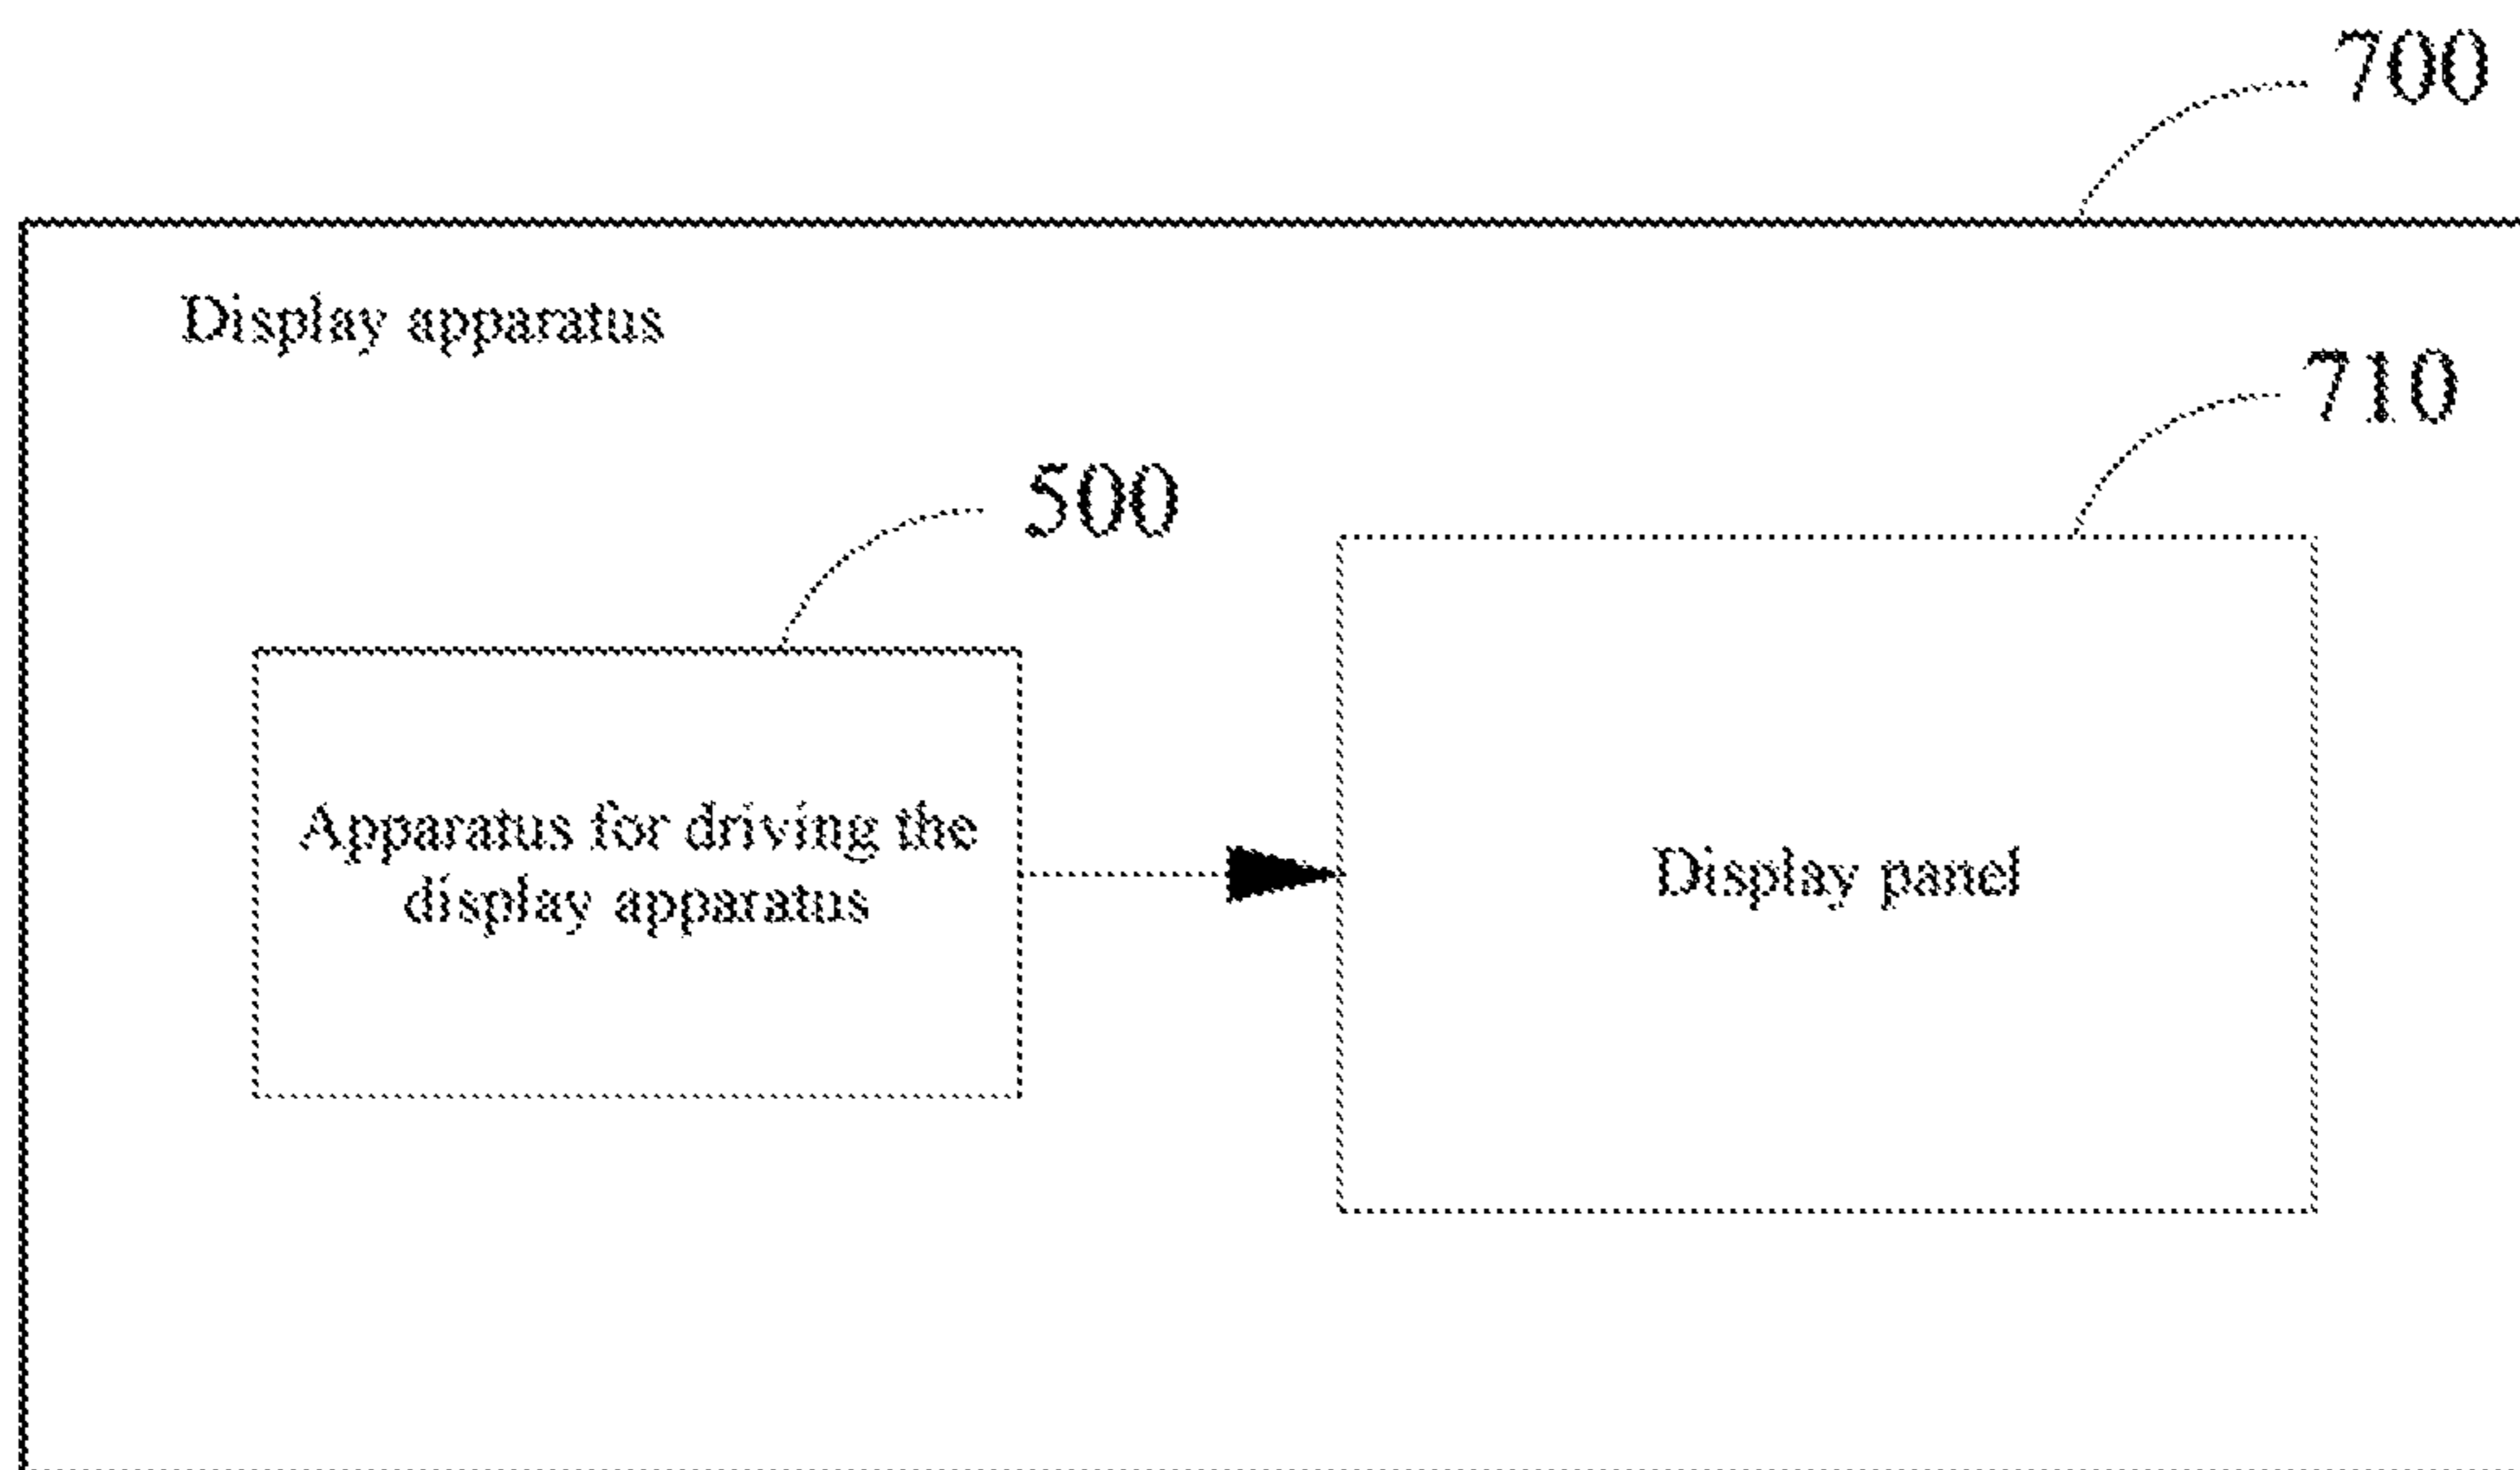 700
Display apparatus
710
500
Apparatus for driving the
display apparatus
Display panel